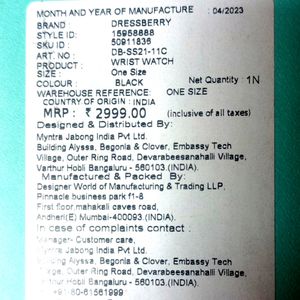 MONTH AND YEAR OF MANUFACTURE : 04/2023
BRAND : DRESSBERRY
STYLE ID : 15958888
SKU ID : 50911836
ART. NO. : DB-SS21-11C
PRODUCT : WRIST WATCH
SIZE : One Size
COLOUR : BLACK Net Quantity : 1N
WAREHOUSE REFERENCE: ONE SIZE
COUNTRY OF ORIGIN : INDIA
MRP : ₹ 2999.00 (inclusive of all taxes)
Designed & Distributed By:
Myntra Jabong India Pvt Ltd.
Building Alyssa, Begonia & Clover, Embassy Tech
Village, Outer Ring Road, Devarabeesanahalli Village,
Varthur Hobli Bengaluru - 560103.(INDIA).
Manufactured & Packed By:
Designer World of Manufacturing & Trading LLP,
Pinnacle business park f1-8
First floor,mahakali caves road,
Andheri(E) Mumbai-400093.(INDIA).
In case of complaints contact :
Manager- Customer care,
Myntra Jabong India Pvt Ltd.
Building Alyssa, Begonia & Clover, Embassy Tech
Village, Outer Ring Road, Devarabeesanahalli Village
Varthur Hobli Bengaluru - 560103.(INDIA).
+91-80-61561999